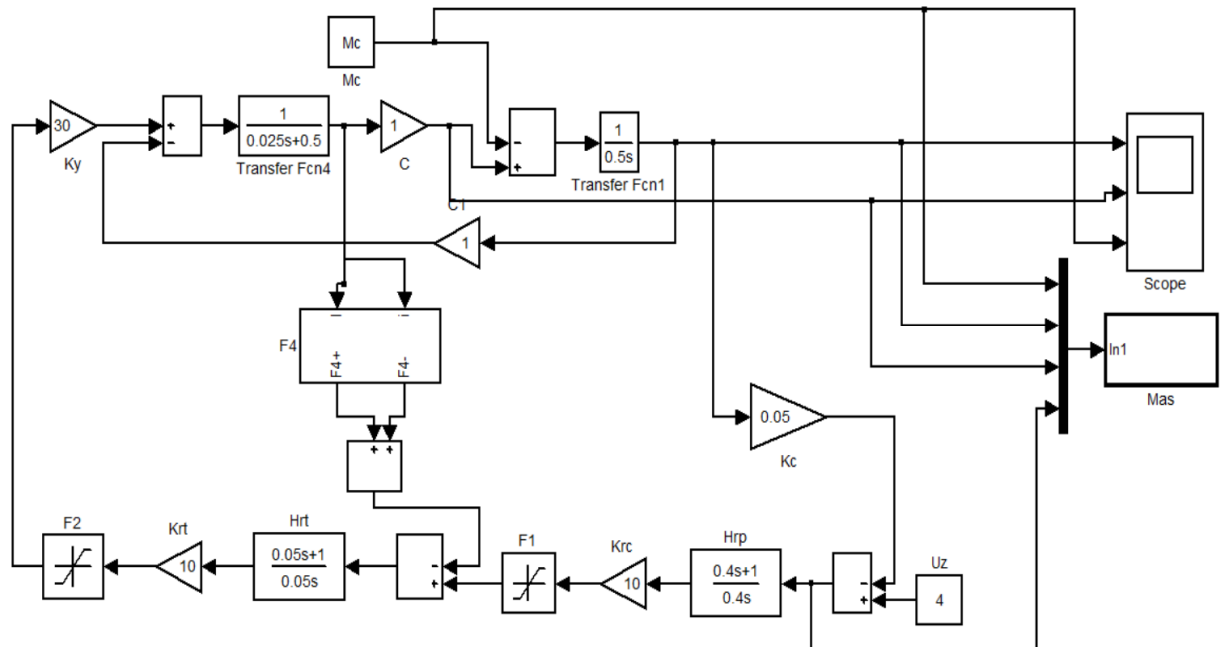 Mc
Mc
30
Ky
+
-
1
0.025s+0.5
Transfer Fcn4
1
C
-
+
1
0.5s
Transfer Fcn1
C1
1
Scope
F4
F4+
F4-
In1
Mas
0.05
Kc
+ +
F2
Krt
10
Hrt
0.05s+1
0.05s
-
+
F1
Krc
10
Hrp
0.4s+1
0.4s
-
+
Uz
4